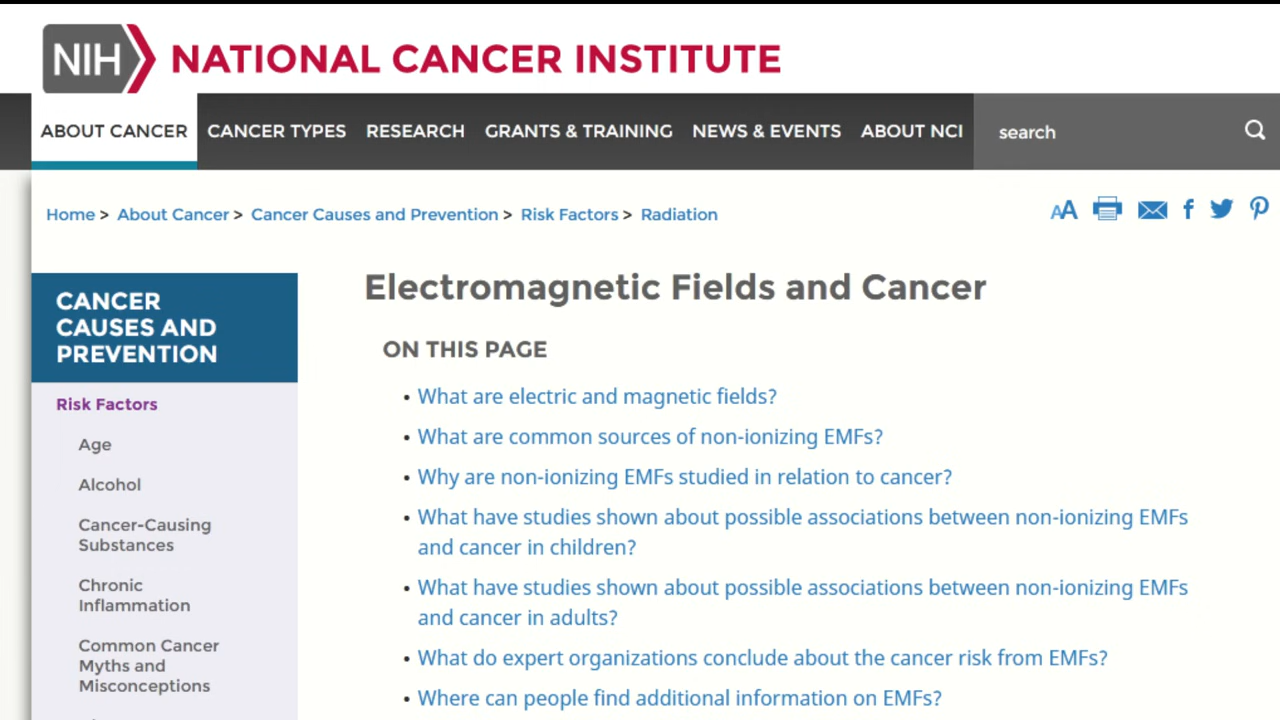 NIH NATIONAL CANCER INSTITUTE
ABOUT CANCER CANCER TYPES RESEARCH GRANTS & TRAINING NEWS & EVENTS ABOUT NCI search
Home > About Cancer > Cancer Causes and Prevention > Risk Factors > Radiation
AA
CANCER
CAUSES AND
PREVENTION
Risk Factors
Age
Alcohol
Cancer-Causing
Substances
Chronic
Inflammation
Common Cancer
Myths and
Misconceptions
Electromagnetic Fields and Cancer
ON THIS PAGE
• What are electric and magnetic fields?
• What are common sources of non-ionizing EMFs?
• Why are non-ionizing EMFs studied in relation to cancer?
• What have studies shown about possible associations between non-ionizing EMFs
and cancer in children?
• What have studies shown about possible associations between non-ionizing EMFs
and cancer in adults?
• What do expert organizations conclude about the cancer risk from EMFs?
• Where can people find additional information on EMFs?